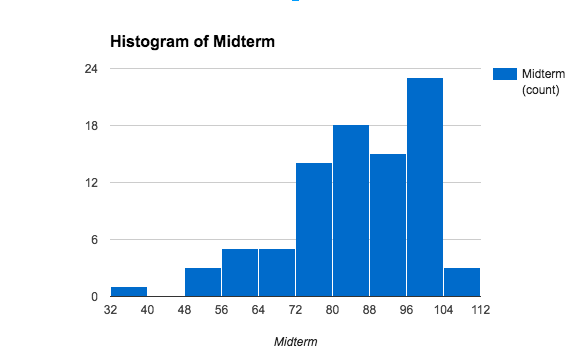 Histogram of Midterm
24
18
12
6
0
32 40 48 56 64 72 80 88 96 104 112
Midterm
Midterm
(count)